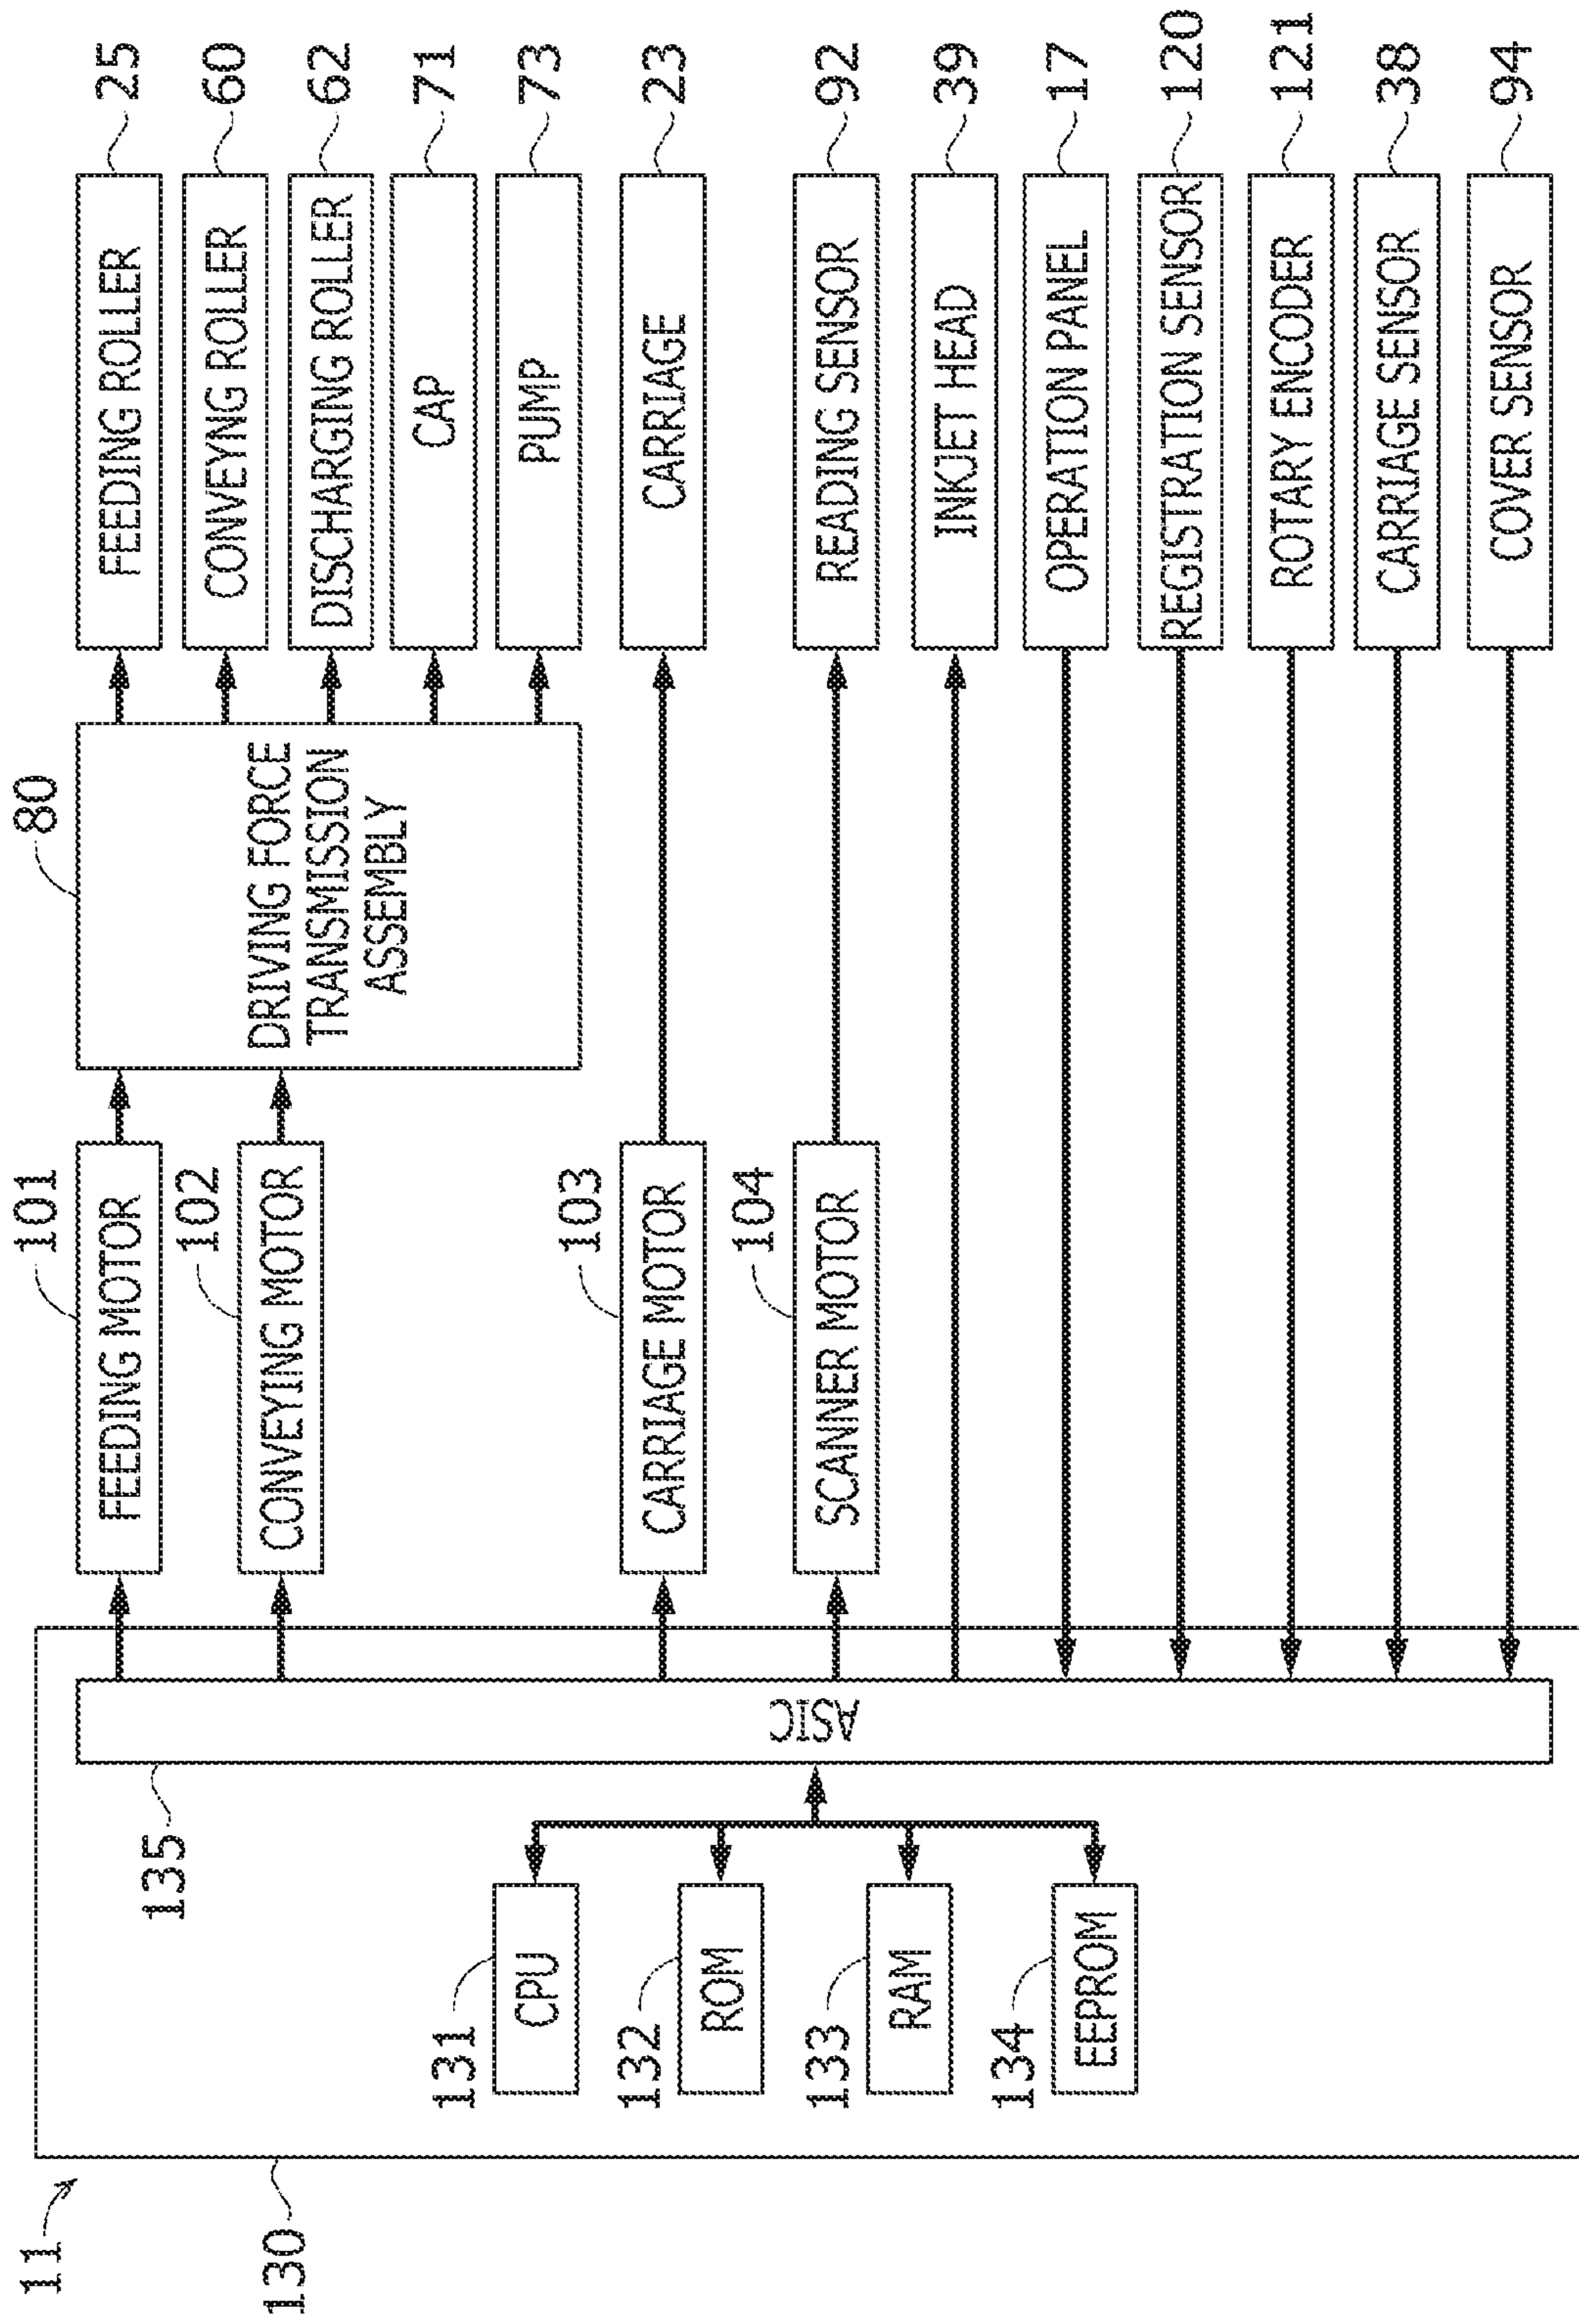 11
130
135
131
CPU
132
ROM
133
RAM
134
EEPROM
ASIC
101
FEEDING MOTOR
102
CONVEYING MOTOR
103
CARRIAGE MOTOR
104
SCANNER MOTOR
80
DRIVING FORCE
TRANSMISSION
ASSEMBLY
FEEDING ROLLER
25
CONVEYNG ROLLER
60
DISCHARGING ROLLER
62
CAP
71
PUMP
73
CARRIAGE
23
READING SENSOR
92
INKJET HEAD
39
OPERATION PANEL
17
REGISTRATION SENSOR
120
ROTARY ENCODER
121
CARRIAGE SENSOR
38
COVER SENSOR
94